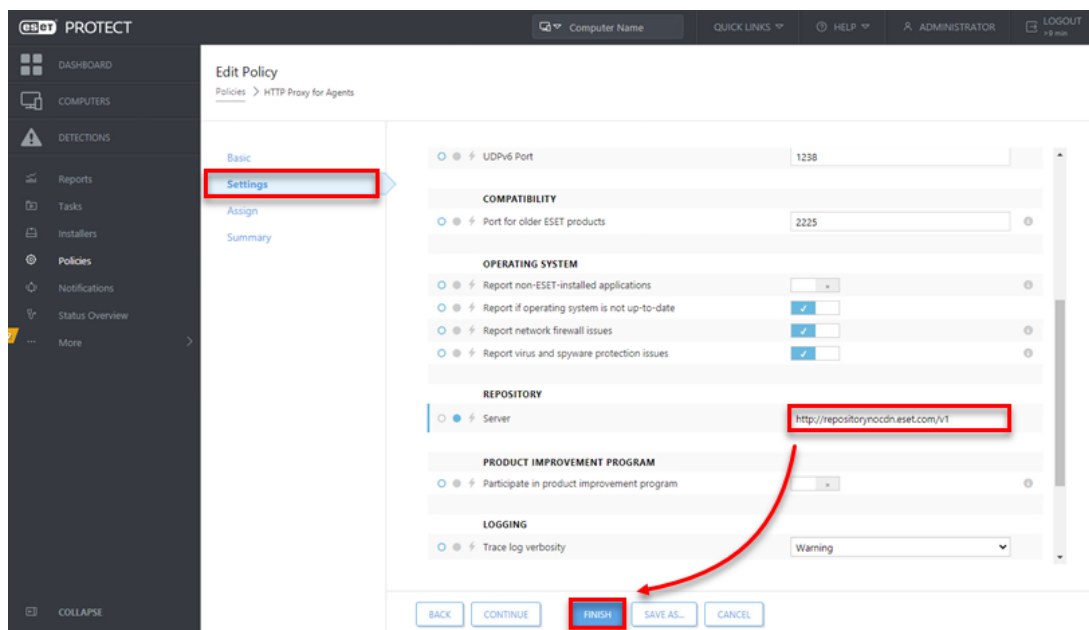 eset PROTECT
Computer Name
QUICK LINKS
HELP
ADMINISTRATOR
LOGOUT
>9 min
DASHBOARD
COMPUTERS
DETECTIONS
Reports
Tasks
Installers
Policies
Notifications
Status Overview
... More
COLLAPSE
Edit Policy
Policies > HTTP Proxy for Agents
Basic
Settings
Assign
Summary
UDPv6 Port 1238
COMPATIBILITY
Port for older ESET products 2225
OPERATING SYSTEM
Report non-ESET-installed applications
Report if operating system is not up-to-date
Report network firewall issues
Report virus and spyware protection issues
REPOSITORY
Server http://repositorynocdn.eset.com/v1
PRODUCT IMPROVEMENT PROGRAM
Participate in product improvement program
LOGGING
Trace log verbosity Warning
BACK CONTINUE FINISH SAVE AS... CANCEL